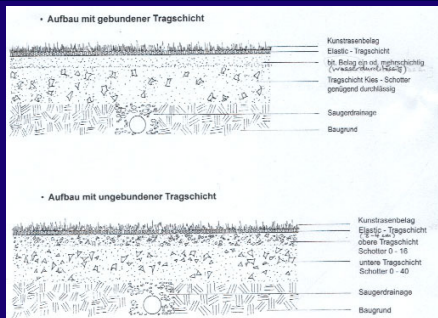 • Aufbau mit gebundener Tragschicht
Kunstrasenbelag
Elastic - Tragschicht
bit. Belag ein od. mehrschichtig
(wasserdurchlässig)
Tragschicht Kies - Schotter
genügend durchlässig
Saugerdrainage
Baugrund
• Aufbau mit ungebundener Tragschicht
Kunstrasenbelag
Elastic - Tragschicht
obere Tragschicht
Schotter 0 - 16
untere Tragschicht
Schotter 0 - 40
Saugerdrainage
Baugrund